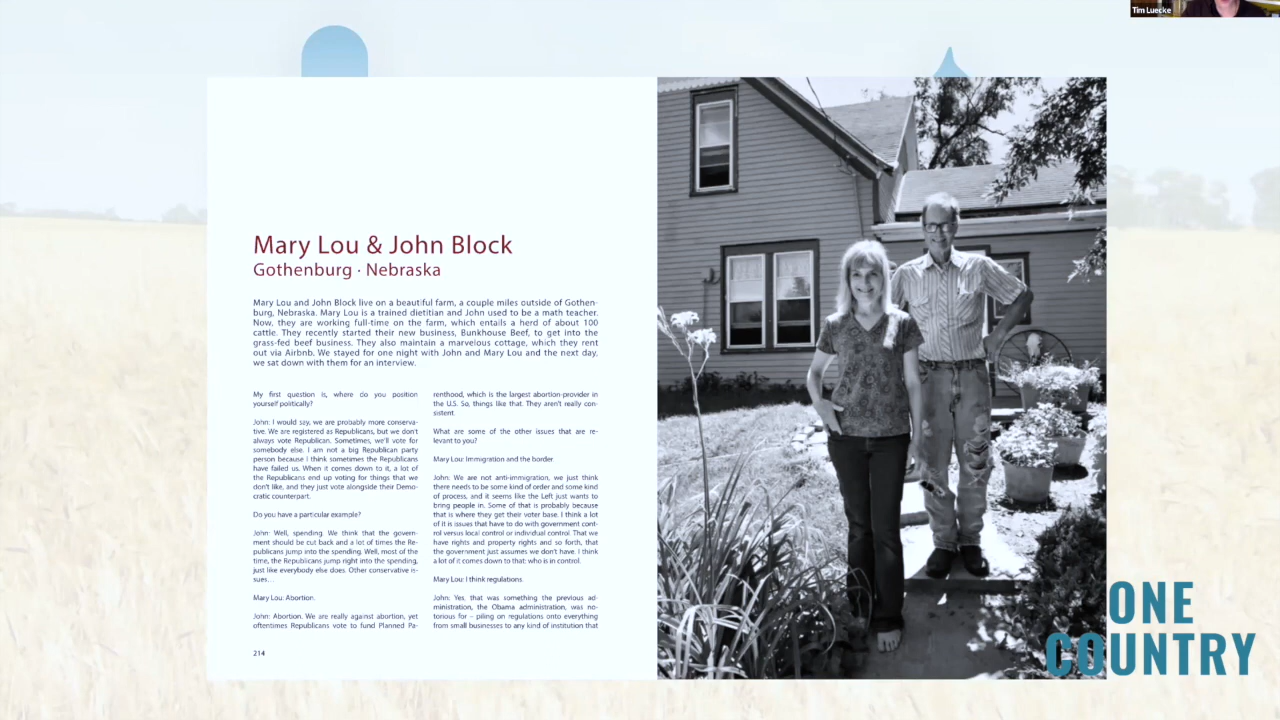 Tim Luecke
Mary Lou & John Block
Gothenburg · Nebraska
Mary Lou and John Block live on a beautiful farm, a couple miles outside of Gothen-
burg, Nebraska. Mary Lou is a trained dietitian and John used to be a math teacher.
Now, they are working full-time on the farm, which entails a herd of about 100
cattle. They recently started their new business, Bunkhouse Beef, to get into the
grass-fed beef business. They also maintain a marvelous cottage, which they rent
out via Airbnb. We stayed for one night with John and Mary Lou and the next day,
we sat down with them for an interview.
My first question is, where do you position
yourself politically?
John: I would say, we are probably more conserva-
tive. We are registered as Republicans, but we don't
always vote Republican. Sometimes, we'll vote for
somebody else. I am not a big Republican party
person because I think sometimes the Republicans
have failed us. When it comes down to it, a lot of
the Republicans end up voting for things that we
don't like, and they just vote alongside their Demo-
cratic counterpart.
Do you have a particular example?
John: Well, spending. We think that the govern-
ment should be cut back and a lot of times the Re-
publicans jump into the spending. Well, most of the
time, the Republicans jump right into the spending,
just like everybody else does. Other conservative is-
sues...
Mary Lou: Abortion.
John: Abortion. We are really against abortion, yet
oftentimes Republicans vote to fund Planned Pa-
renthood, which is the largest abortion-provider in
the U.S. So, things like that. They aren't really con-
sistent.
What are some of the other issues that are re-
levant to you?
Mary Lou: Immigration and the border.
John: We are not anti-immigration, we just think
there needs to be some kind of order and some kind
of process, and it seems like the Left just wants to
bring people in. Some of that is probably because
that is where they get their voter base. I think a lot
of it is issues that have to do with government cont-
rol versus local control or individual control. That we
have rights and property rights and so forth, that
the government just assumes we don't have. I think
a lot of it comes down to that: who is in control.
Mary Lou: I think regulations.
John: Yes, that was something the previous ad-
ministration, the Obama administration, was no-
torious for – piling on regulations onto everything
from small businesses to any kind of institution that
214
ONE
COUNTRY